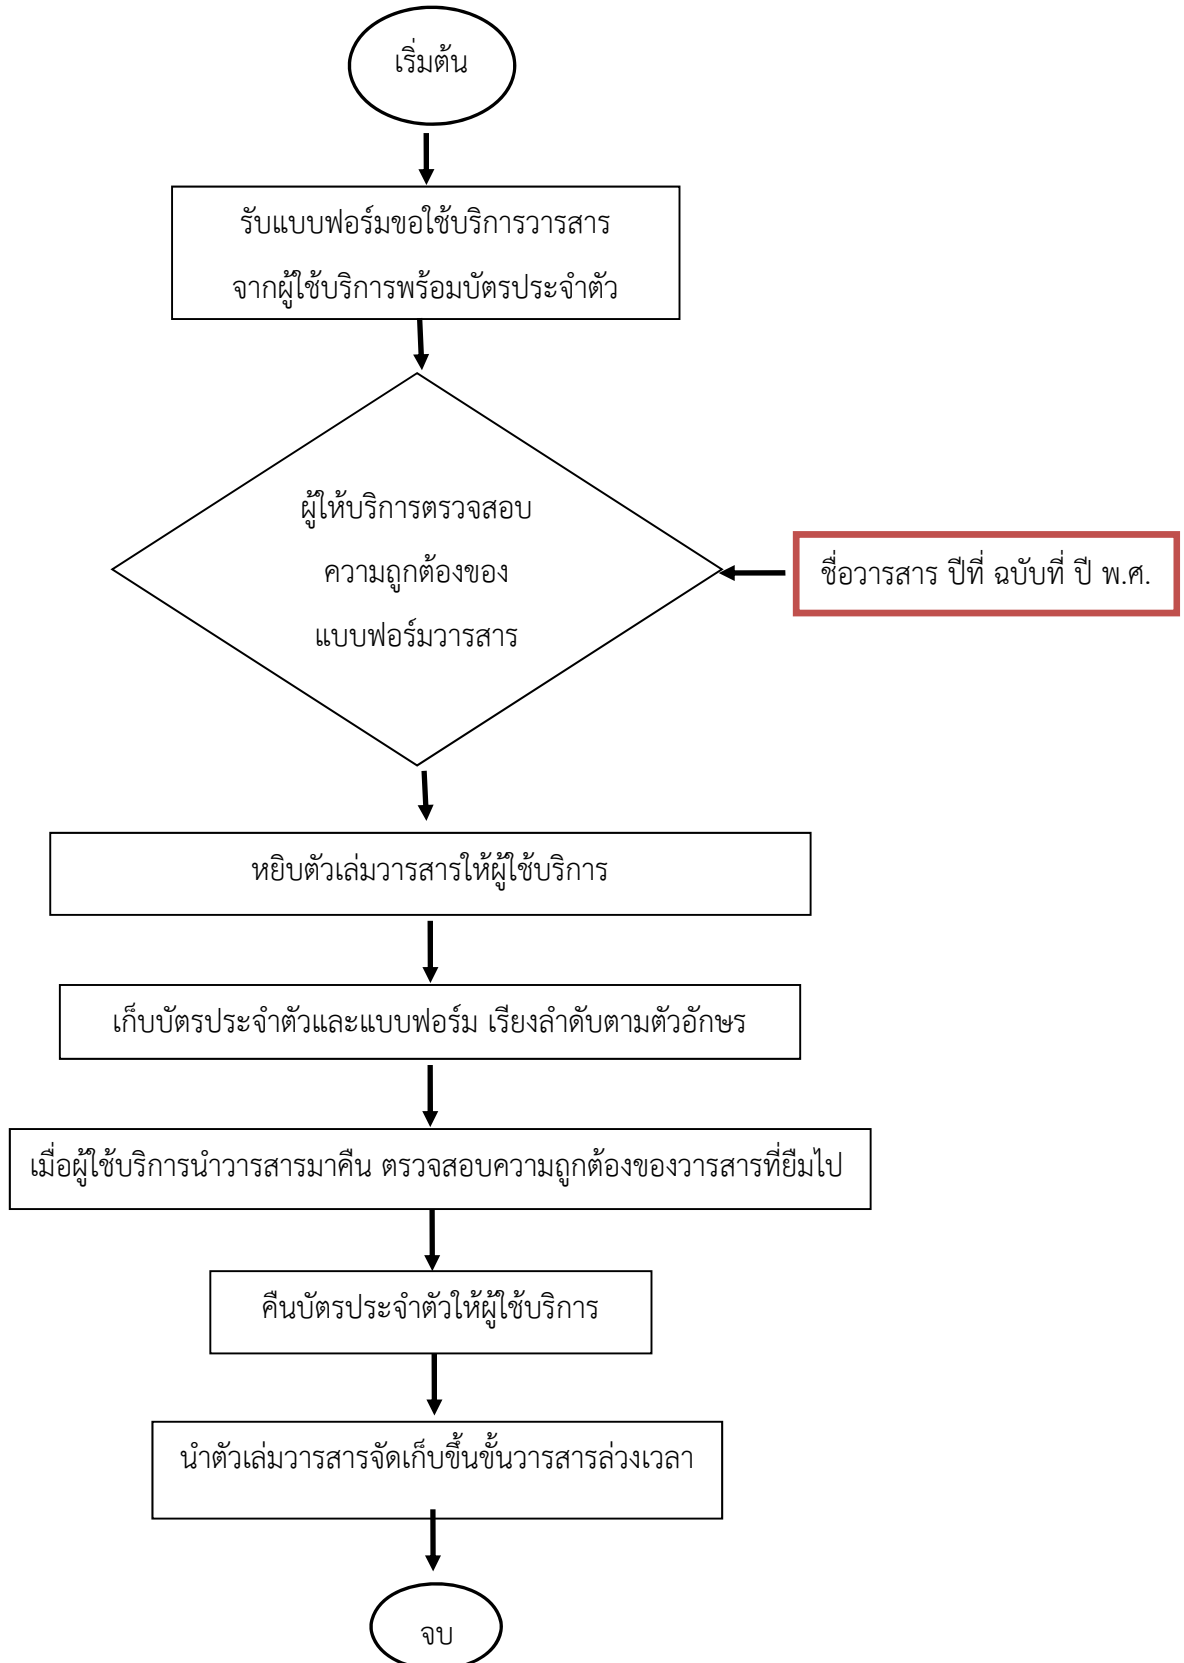 เริ่มต้น
รับแบบฟอร์มขอใช้บริการวารสาร
จากผู้ใช้บริการพร้อมบัตรประจำตัว
ผู้ให้บริการตรวจสอบ
ความถูกต้องของ
แบบฟอร์มวารสาร
ชื่อวารสาร ปีที่ ฉบับที่ ปี พ.ศ.
หยิบตัวเล่มวารสารให้ผู้ใช้บริการ
เก็บบัตรประจำตัวและแบบฟอร์ม เรียงลำดับตามตัวอักษร
เมื่อผู้ใช้บริการนำวารสารมาคืน ตรวจสอบความถูกต้องของวารสารที่ยืมไป
คืนบัตรประจำตัวให้ผู้ใช้บริการ
นำตัวเล่มวารสารจัดเก็บขึ้นขั้นวารสารล่วงเวลา
จบ